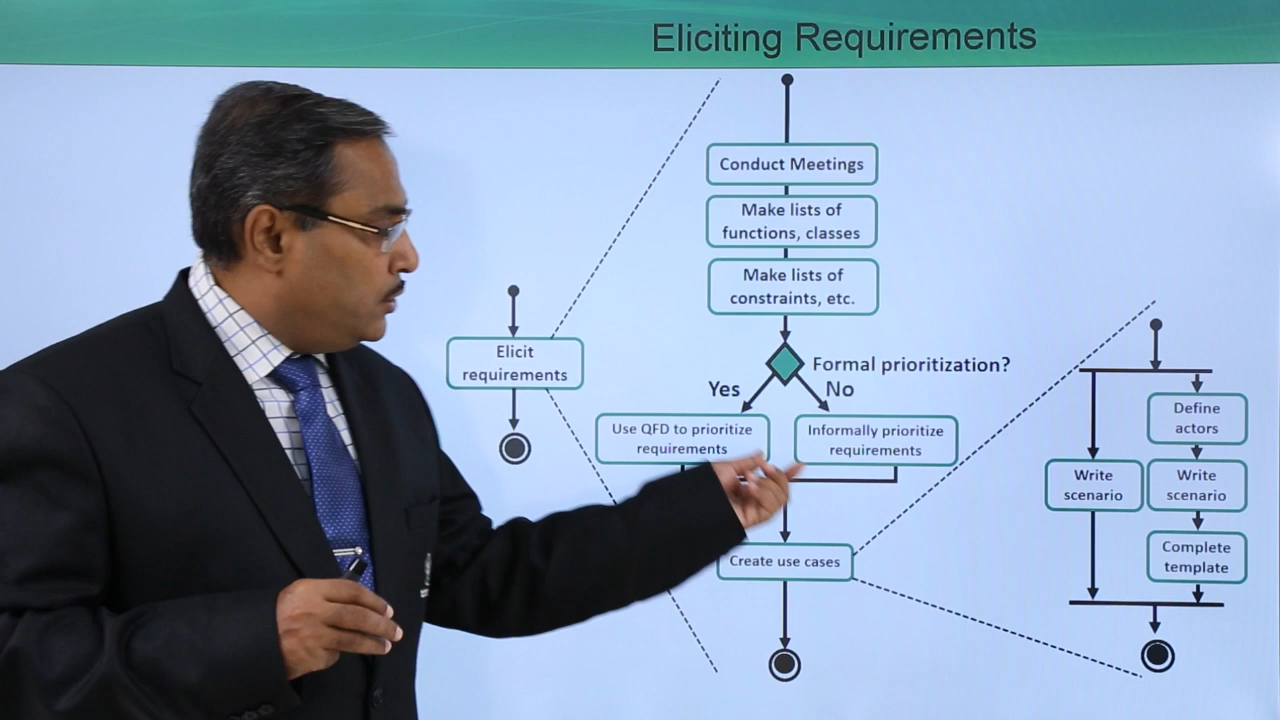 Eliciting Requirements
Elicit
requirements
Conduct Meetings
Make lists of
functions, classes
Make lists of
constraints, etc.
Formal prioritization?
Yes
No
Use QFD to prioritize
requirements
Informally prioritize
requirements
Create use cases
Write
scenario
Define
actors
Write
scenario
Complete
template